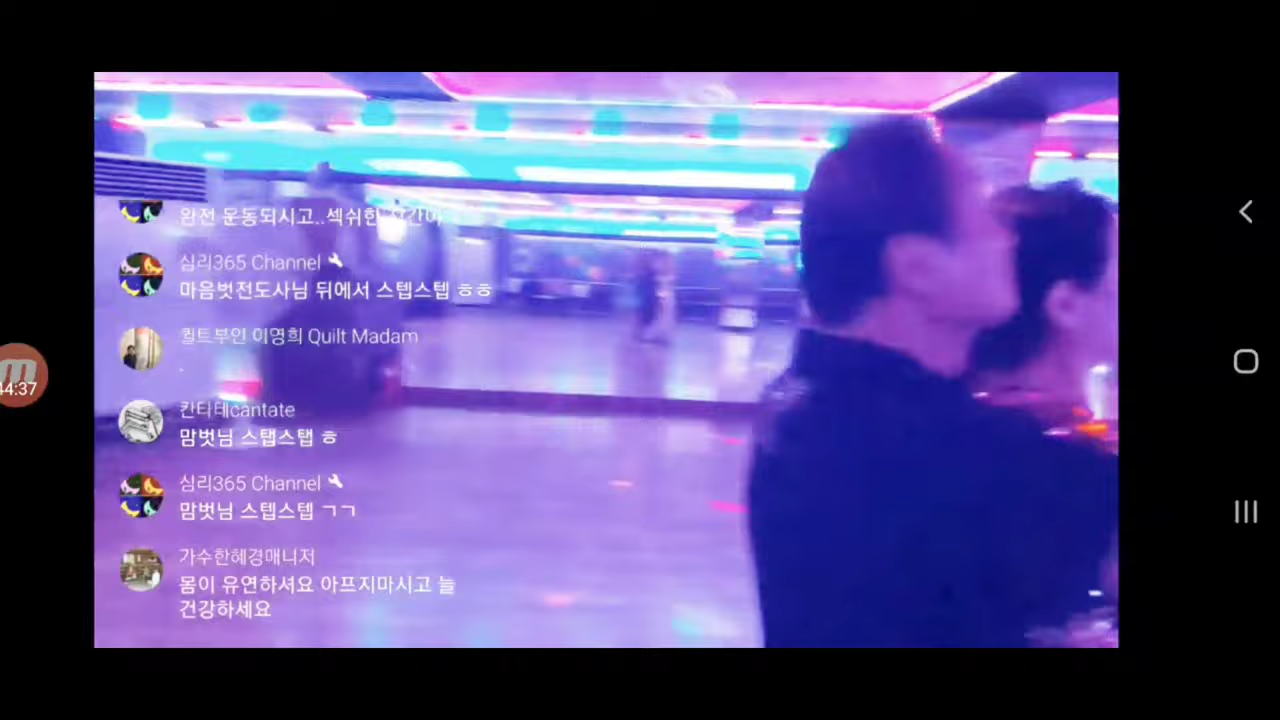 완전 운동되시고..섹쉬한
심리365 Channel
마음벗전도사님 뒤에서 스텝스텝 ㅎㅎ
퀼트부인 이영희 Quilt Madam
.
칸타테cantate
44:37
맘벗님 스탭스탭 ㅎ
심리365 Channel
맘벗님 스텝스텝 ㄱㄱ
가수한혜경매니저
몸이 유연하셔요 아프지마시고 늘
건강하세요